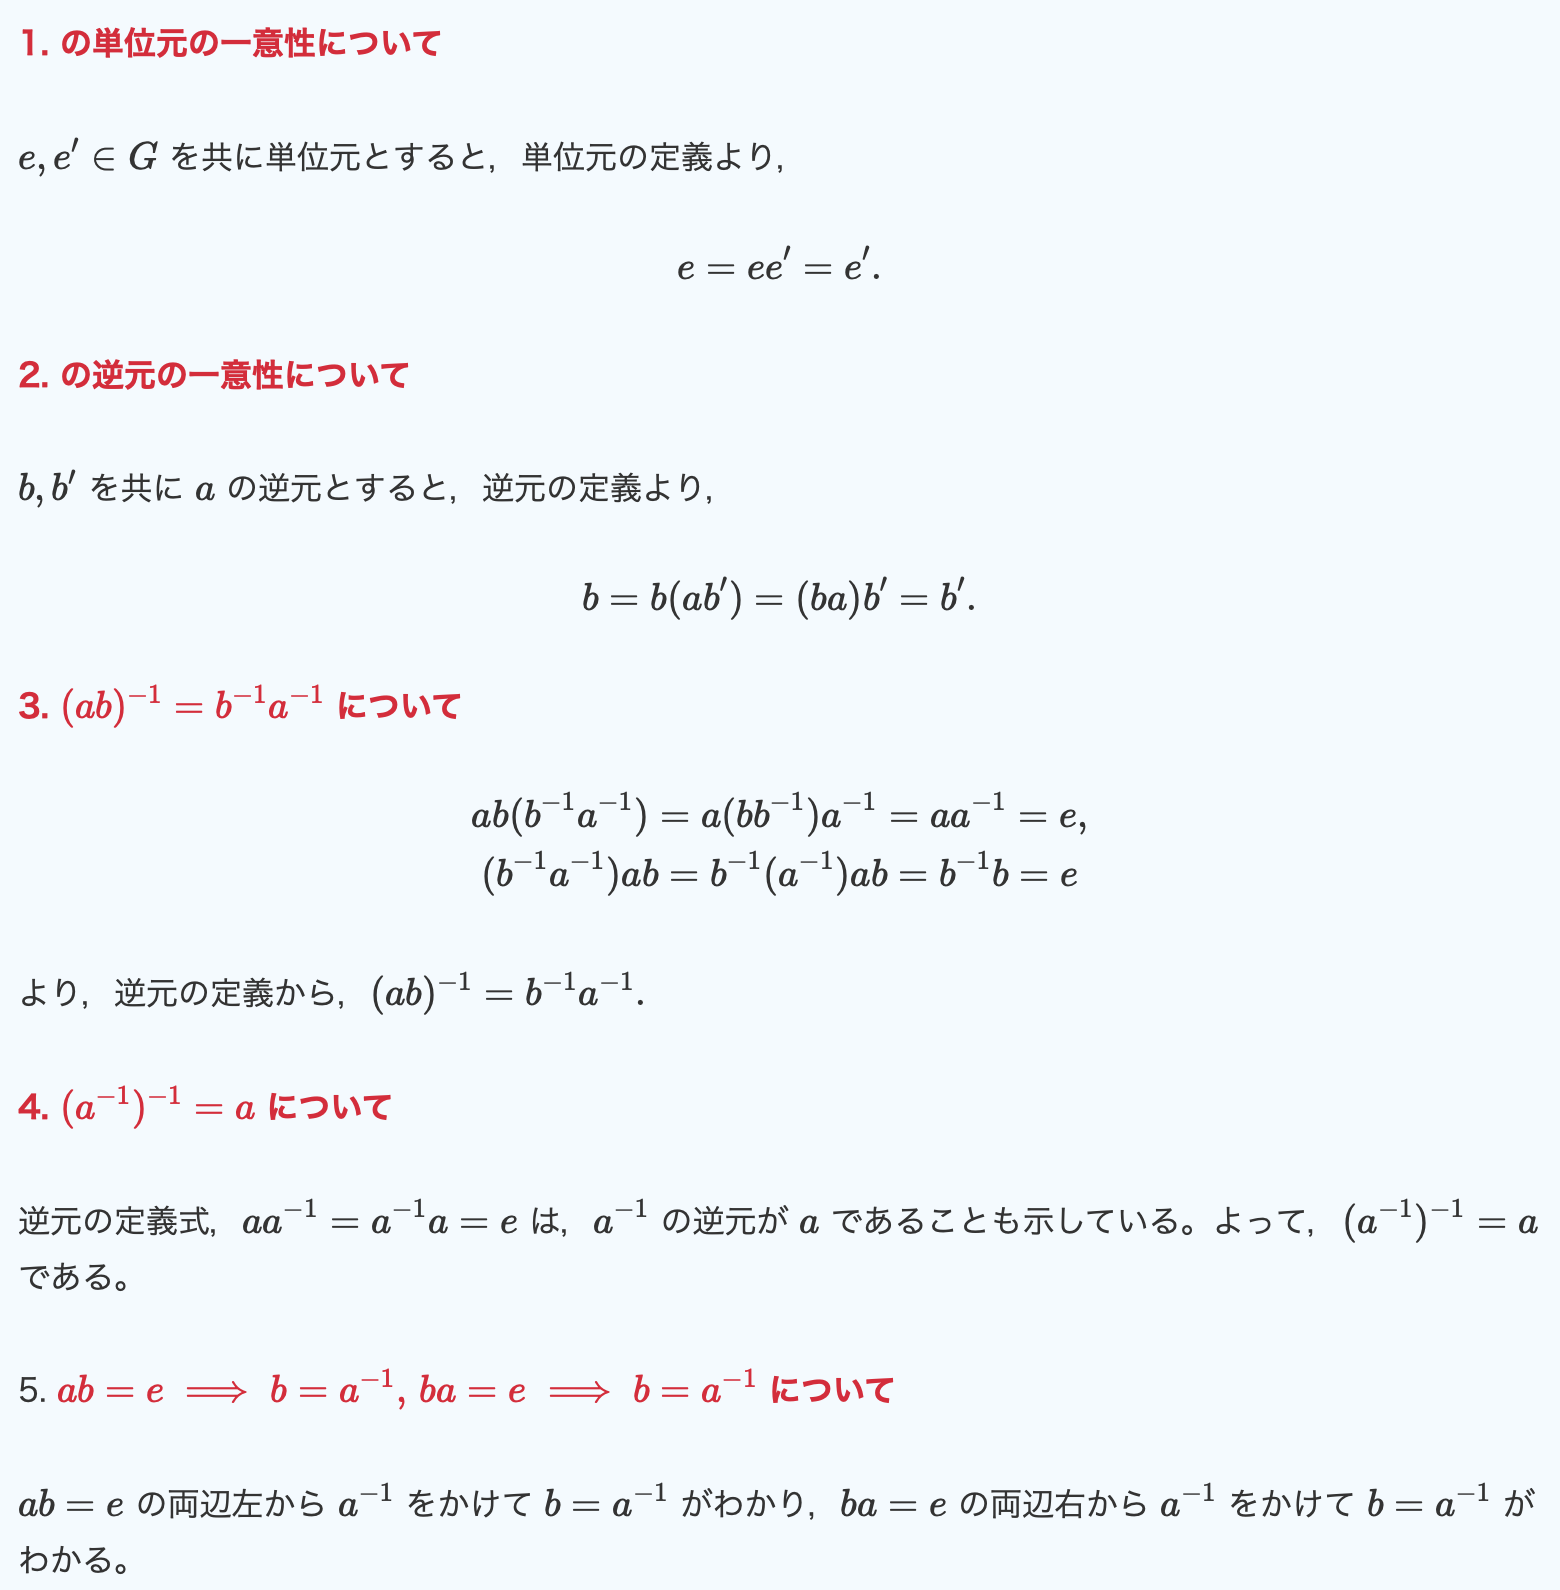 1. の単位元の一意性について
e, e′ ∈ G を共に単位元とすると, 単位元の定義より,
e = ee′ = e′.
2. の逆元の一意性について
b, b′ を共に a の逆元とすると, 逆元の定義より,
b = b(ab′) = (ba)b′ = b′.
3. (ab)⁻¹ = b⁻¹a⁻¹ について
ab(b⁻¹a⁻¹) = a(bb⁻¹)a⁻¹ = aa⁻¹ = e,
(b⁻¹a⁻¹)ab = b⁻¹(a⁻¹)ab = b⁻¹b = e
より, 逆元の定義から, (ab)⁻¹ = b⁻¹a⁻¹.
4. (a⁻¹)⁻¹ = a について
逆元の定義式, aa⁻¹ = a⁻¹a = e は, a⁻¹ の逆元が a であることも示している。よって, (a⁻¹)⁻¹ = a
である。
5. ab = e ⟹ b = a⁻¹, ba = e ⟹ b = a⁻¹ について
ab = e の両辺左から a⁻¹ をかけて b = a⁻¹ がわかり, ba = e の両辺右から a⁻¹ をかけて b = a⁻¹ が
わかる。